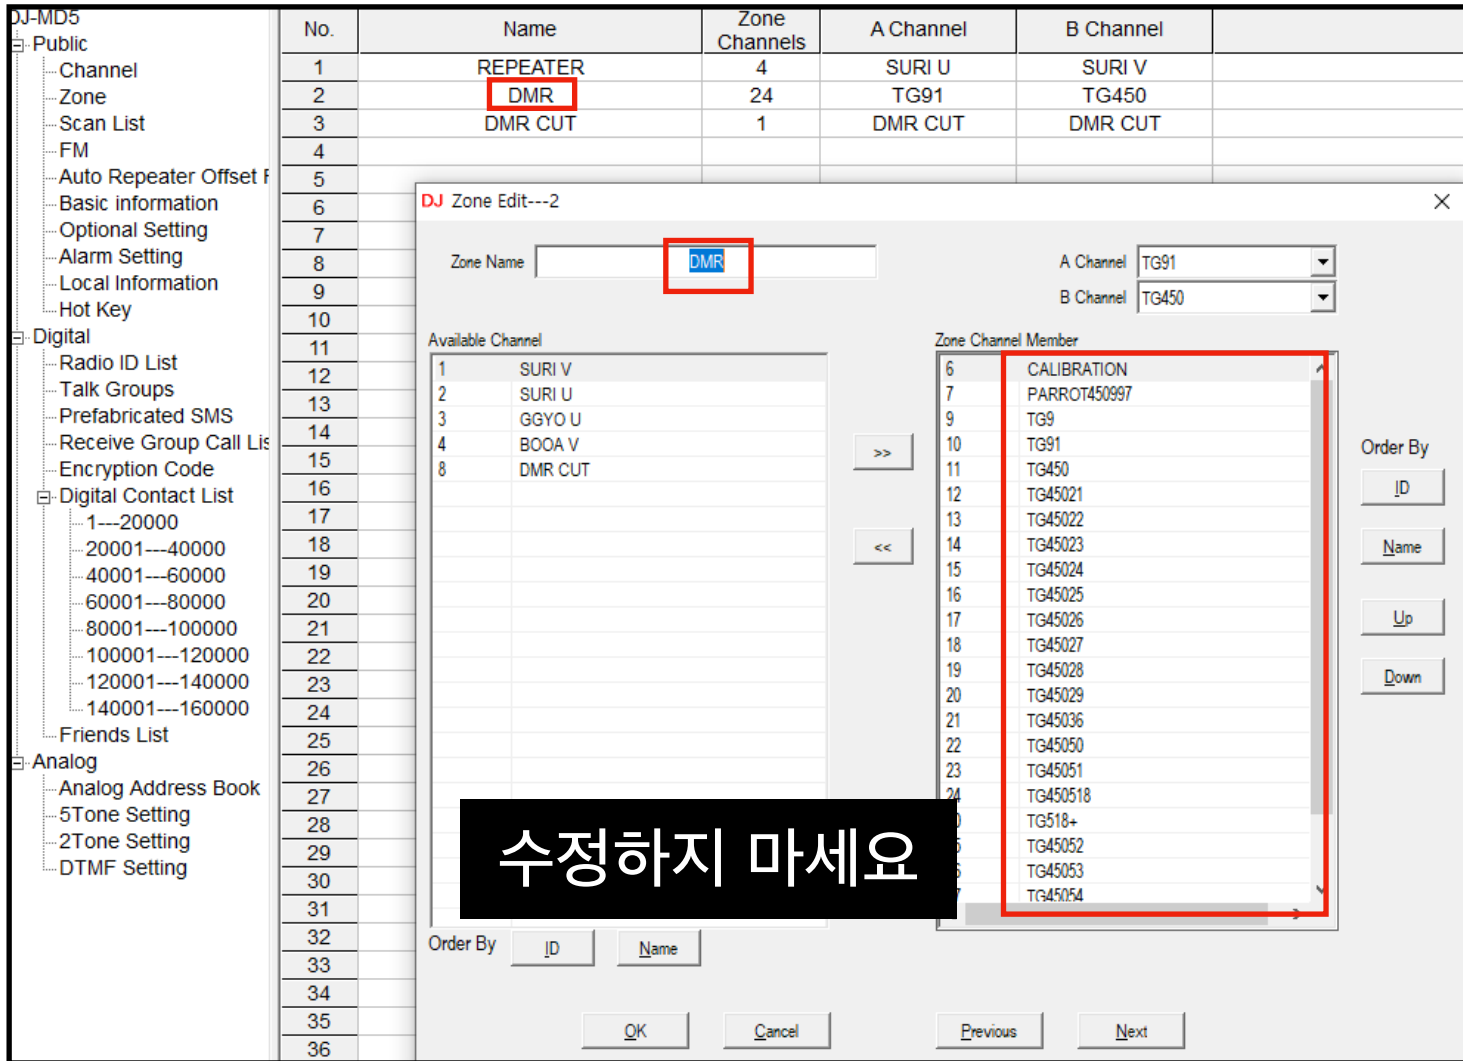 DJ-MD5
Public
Channel
Zone
Scan List
FM
Auto Repeater Offset F
Basic information
Optional Setting
Alarm Setting
Local Information
Hot Key
Digital
Radio ID List
Talk Groups
Prefabricated SMS
Receive Group Call Lis
Encryption Code
Digital Contact List
1---20000
20001---40000
40001---60000
60001---80000
80001---100000
100001---120000
120001---140000
140001---160000
Friends List
Analog
Analog Address Book
5Tone Setting
2Tone Setting
DTMF Setting
No. Name Zone Channels A Channel B Channel
1 REPEATER 4 SURI U SURI V
2 DMR 24 TG91 TG450
3 DMR CUT 1 DMR CUT DMR CUT
4
5
6
7
8
9
10
11
12
13
14
15
16
17
18
19
20
21
22
23
24
25
26
27
28
29
30
31
32
33
34
35
36
DJ Zone Edit---2
Zone Name DMR
A Channel TG91
B Channel TG450
Available Channel
1 SURI V
2 SURI U
3 GGYO U
4 BOOA V
8 DMR CUT
>>
<<
Zone Channel Member
6 CALIBRATION
7 PARROT450997
9 TG9
10 TG91
11 TG450
12 TG45021
13 TG45022
14 TG45023
15 TG45024
16 TG45025
17 TG45026
18 TG45027
19 TG45028
20 TG45029
21 TG45036
22 TG45050
23 TG45051
24 TG450518
TG518+
TG45052
TG45053
TG45054
Order By
ID
Name
Up
Down
수정하지 마세요
Order By ID Name
OK Cancel Previous Next